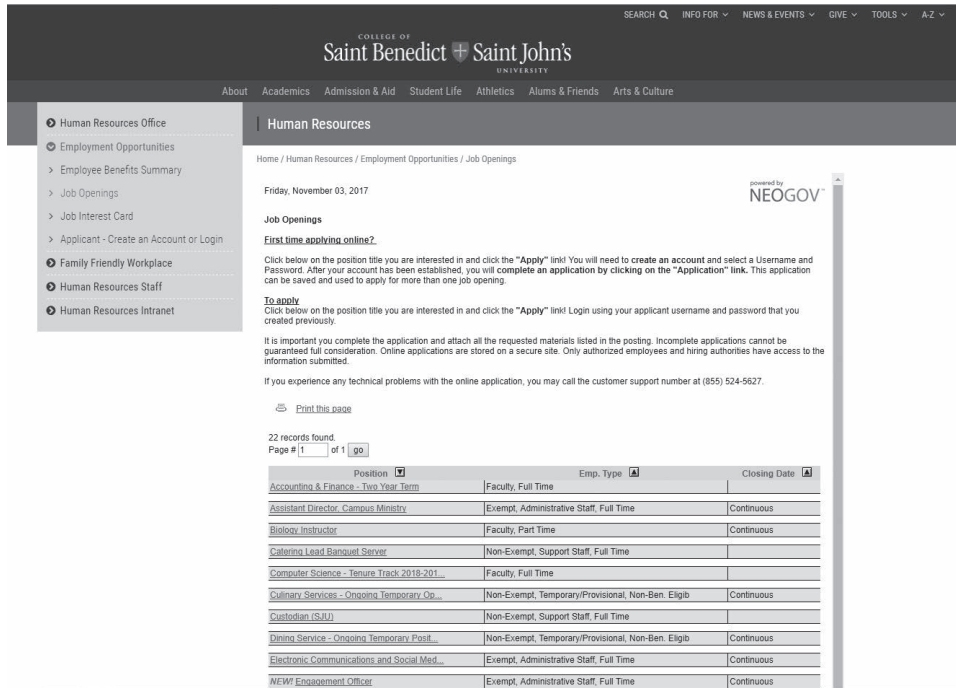 SEARCH INFO FOR NEWS & EVENTS GIVE TOOLS A-Z
COLLEGE OF
Saint Benedict Saint John's
UNIVERSITY
About Academics Admission & Aid Student Life Athletics Alums & Friends Arts & Culture
Human Resources Office
Employment Opportunities
Employee Benefits Summary
Job Openings
Job Interest Card
Applicant - Create an Account or Login
Family Friendly Workplace
Human Resources Staff
Human Resources Intranet
Human Resources
Home / Human Resources / Employment Opportunities / Job Openings
Friday, November 03, 2017
powered by
NEOGOV™
Job Openings
First time applying online?
Click below on the position title you are interested in and click the "Apply" link! You will need to create an account and select a Username and
Password. After your account has been established, you will complete an application by clicking on the "Application" link. This application
can be saved and used to apply for more than one job opening.
To apply
Click below on the position title you are interested in and click the "Apply" link! Login using your applicant username and password that you
created previously.
It is important you complete the application and attach all the requested materials listed in the posting. Incomplete applications cannot be
guaranteed full consideration. Online applications are stored on a secure site. Only authorized employees and hiring authorities have access to the
information submitted.
If you experience any technical problems with the online application, you may call the customer support number at (855) 524-5627.
Print this page
22 records found.
Page # 1 of 1 go
Position Emp. Type Closing Date
Accounting & Finance - Two Year Term Faculty, Full Time
Assistant Director, Campus Ministry Exempt, Administrative Staff, Full Time Continuous
Biology Instructor Faculty, Part Time Continuous
Catering Lead Banquet Server Non-Exempt, Support Staff, Full Time
Computer Science - Tenure Track 2018-201... Faculty, Full Time
Culinary Services - Ongoing Temporary Op... Non-Exempt, Temporary/Provisional, Non-Ben. Eligib Continuous
Custodian (SJU) Non-Exempt, Support Staff, Full Time
Dining Service - Ongoing Temporary Posit... Non-Exempt, Temporary/Provisional, Non-Ben. Eligib Continuous
Electronic Communications and Social Med... Exempt, Administrative Staff, Full Time Continuous
NEW! Engagement Officer Exempt, Administrative Staff, Full Time Continuous